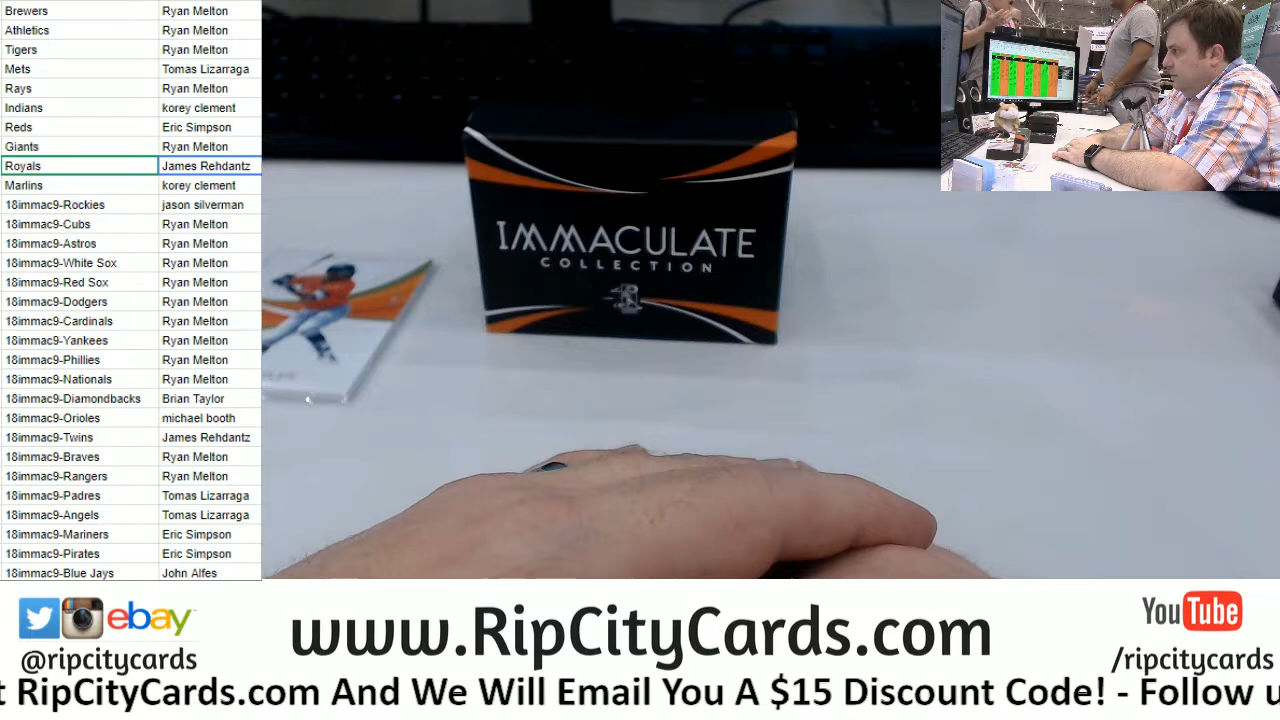 Brewers Ryan Melton
Athletics Ryan Melton
Tigers Ryan Melton
Mets Tomas Lizarraga
Rays Ryan Melton
Indians korey clement
Reds Eric Simpson
Giants Ryan Melton
Royals James Rehdantz
Marlins korey clement
18immac9-Rockies jason silverman
18immac9-Cubs Ryan Melton
18immac9-Astros Ryan Melton
18immac9-White Sox Ryan Melton
18immac9-Red Sox Ryan Melton
18immac9-Dodgers Ryan Melton
18immac9-Cardinals Ryan Melton
18immac9-Yankees Ryan Melton
18immac9-Phillies Ryan Melton
18immac9-Nationals Ryan Melton
18immac9-Diamondbacks Brian Taylor
18immac9-Orioles michael booth
18immac9-Twins James Rehdantz
18immac9-Braves Ryan Melton
18immac9-Rangers Ryan Melton
18immac9-Padres Tomas Lizarraga
18immac9-Angels Tomas Lizarraga
18immac9-Mariners Eric Simpson
18immac9-Pirates Eric Simpson
18immac9-Blue Jays John Alfes
IMMACULATE
COLLECTION
ebay
@ripcitycards
www.RipCityCards.com
YouTube
/ripcitycards
t RipCityCards.com And We Will Email You A $15 Discount Code! - Follow u